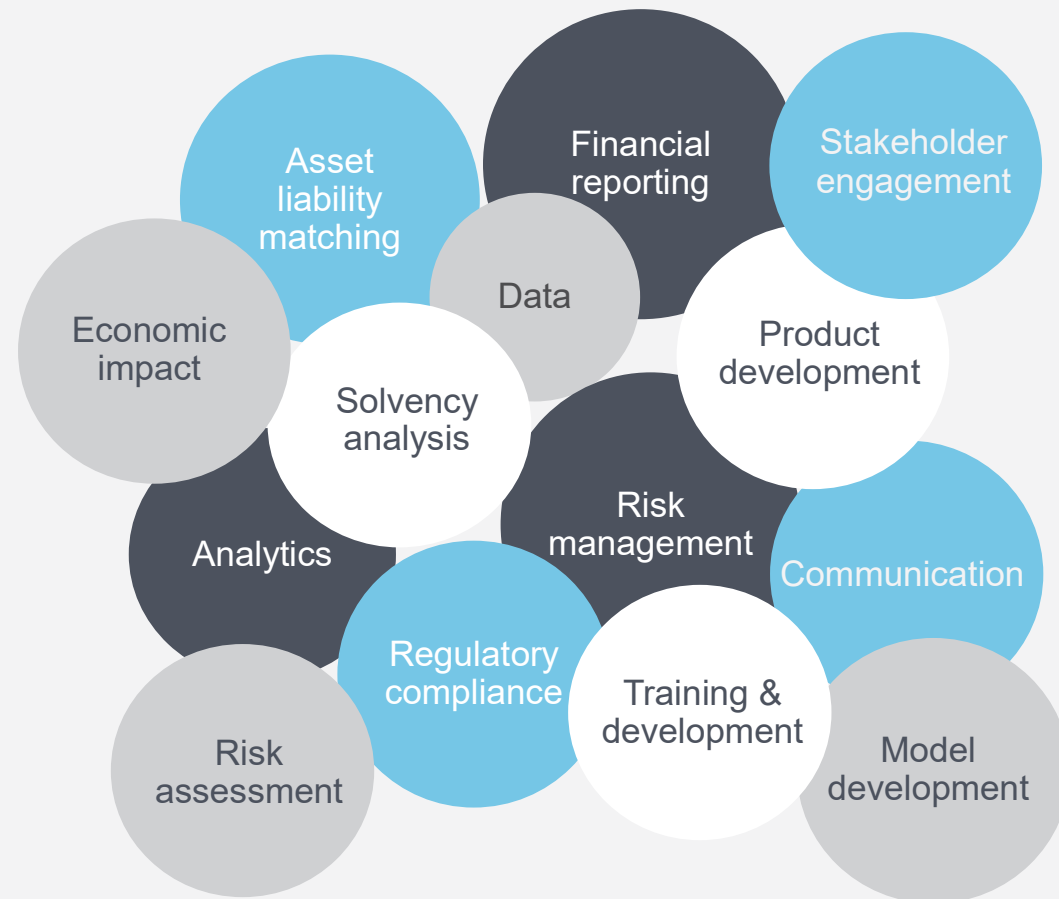 Asset
liability
matching
Financial
reporting
Stakeholder
engagement
Economic
impact
Data
Product
development
Solvency
analysis
Analytics
Risk
management
Communication
Regulatory
compliance
Training &
development
Risk
assessment
Model
development